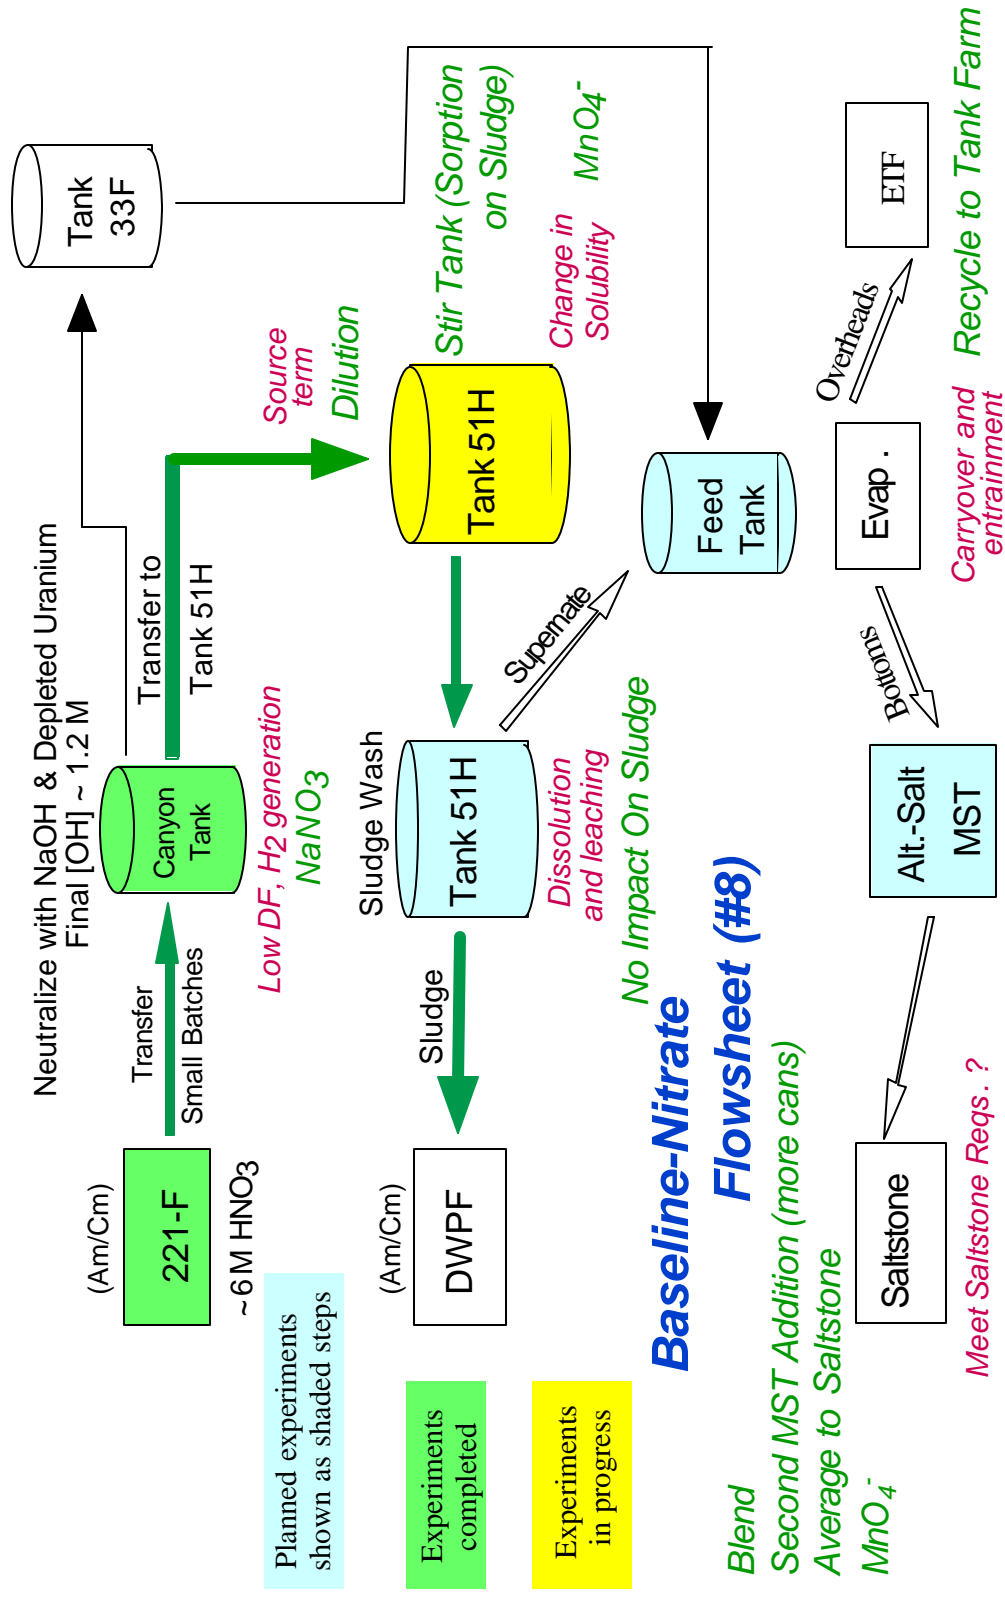 Neutralize with NaOH & Depleted Uranium
Final [OH] ~ 1.2 M
(Am/Cm)
221-F
~6 M HNO3
Transfer
Small Batches
Canyon
Tank
Low DF, H2 generation
NaNO3
Transfer to
Tank 51H
Tank
33F
Source
term
Dilution
Planned experiments
shown as shaded steps
(Am/Cm)
DWPF
Sludge
Sludge Wash
Tank 51H
Dissolution
and leaching
No Impact On Sludge
Tank 51H
Stir Tank (Sorption
on Sludge)
Change in
Solubility
MnO4-
Experiments
completed
Experiments
in progress
Supernate
Feed
Tank
Baseline-Nitrate
Flowsheet (#8)
Blend
Second MST Addition (more cans)
Average to Saltstone
MnO4-
Saltstone
Meet Saltstone Reqs. ?
Alt.-Salt
MST
Bottoms
Evap .
Overheads
ETF
Carryover and
entrainment
Recycle to Tank Farm